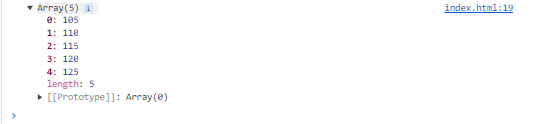 ▼ Array(5) i index.html:19
0: 105
1: 110
2: 115
3: 120
4: 125
length: 5
▶ [[Prototype]]: Array(0)
>